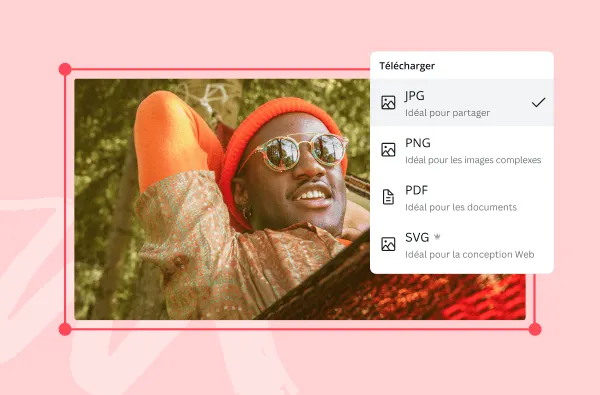 Télécharger
JPG
Idéal pour partager
PNG
Idéal pour les images complexes
PDF
Idéal pour les documents
SVG
Idéal pour la conception Web